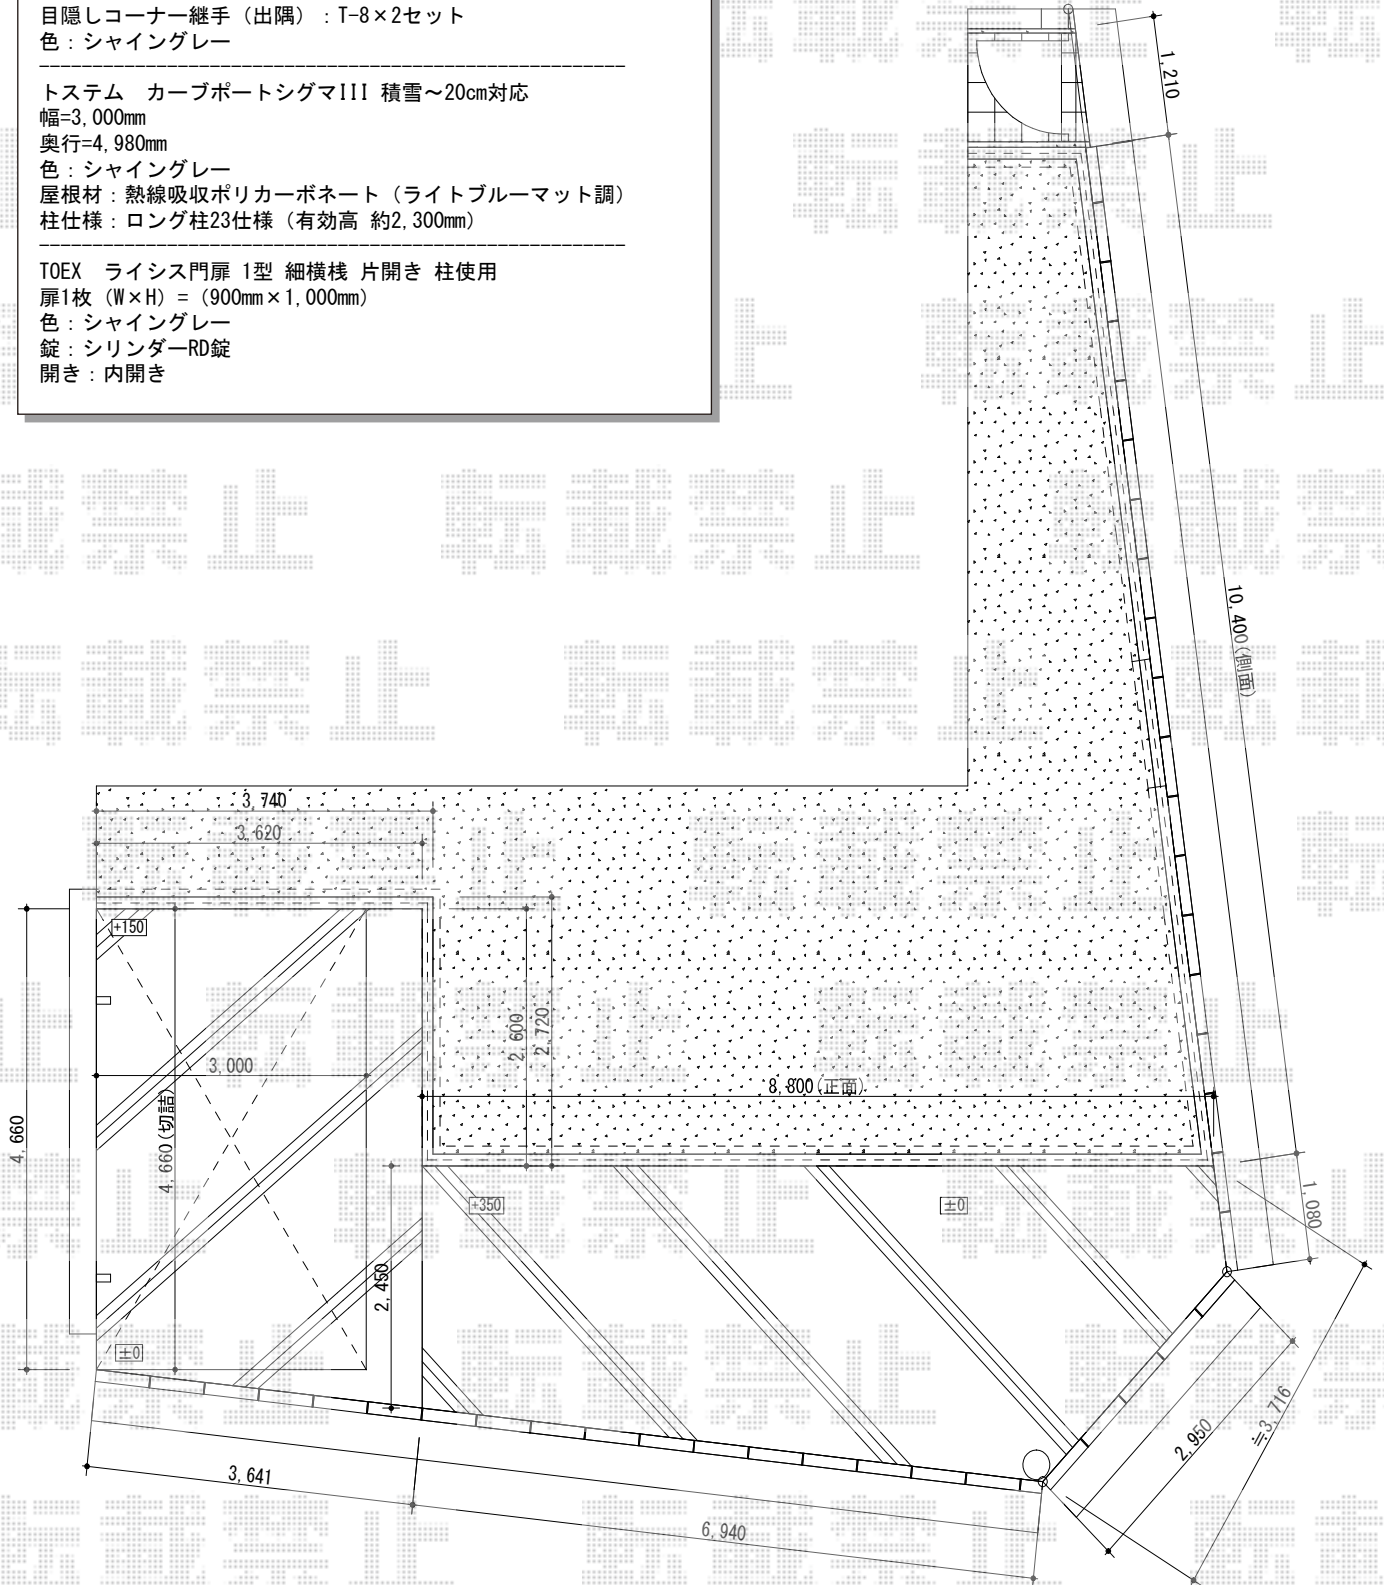 目隠しコーナー継手（出隅）：T-8×2セット
色：シャイングレー
トステム　カーブポートシグマIII 積雪～20cm対応
幅=3,000mm
奥行=4,980mm
色：シャイングレー
屋根材：熱線吸収ポリカーボネート（ライトブルーマット調）
柱仕様：ロング柱23仕様（有効高 約2,300mm）
TOEX　ライシス門扉 1型 細横桟 片開き 柱使用
扉1枚（W×H）=（900mm×1,000mm）
色：シャイングレー
錠：シリンダーRD錠
開き：内開き
1,210
10,400(側面)
3,740
3,620
+150
2,600
2,720
3,000
4,660(切詰)
4,660
8,800(正面)
+350
±0
1,080
2,450
±0
2,950
≒3,716
3,641
6,940
転載禁止